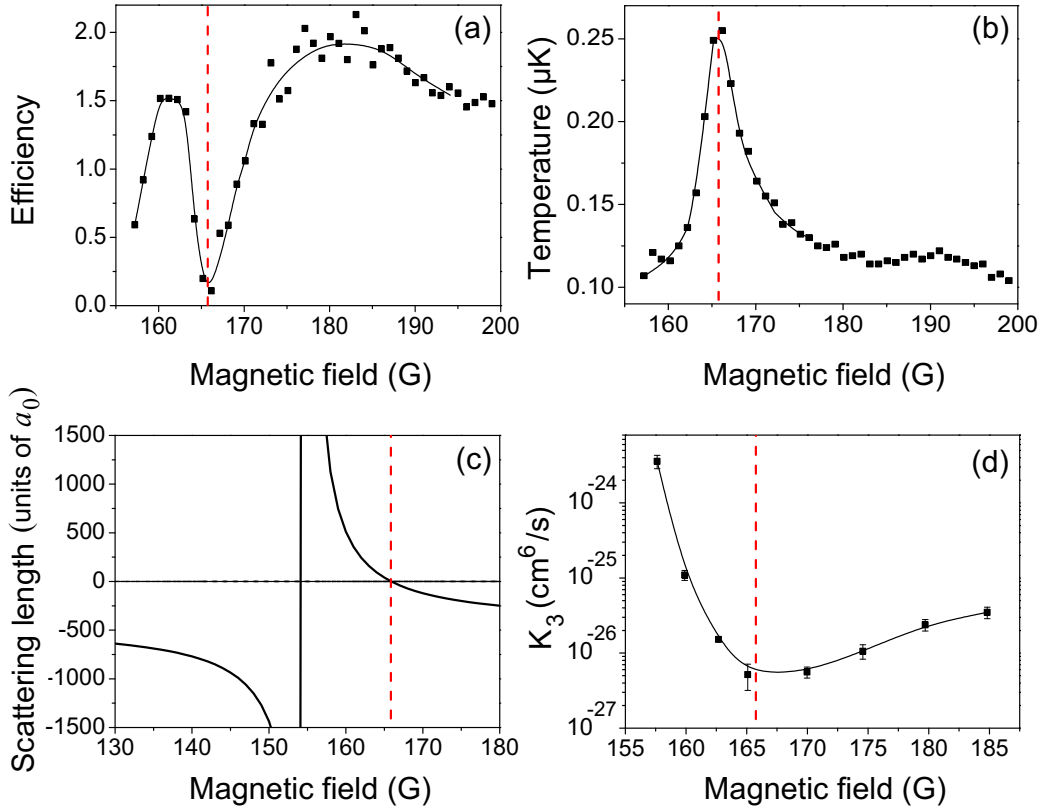 (a)
Efficiency
2.0
1.5
1.0
0.5
0.0
160 170 180 190 200
Magnetic field (G)
(b)
Temperature (µK)
0.25
0.20
0.15
0.10
160 170 180 190 200
Magnetic field (G)
(c)
Scattering length (units of a₀)
1500
1000
500
0
-500
-1000
-1500
130 140 150 160 170 180
Magnetic field (G)
(d)
K₃ (cm⁶/s)
10⁻²⁴
10⁻²⁵
10⁻²⁶
10⁻²⁷
155 160 165 170 175 180 185
Magnetic field (G)